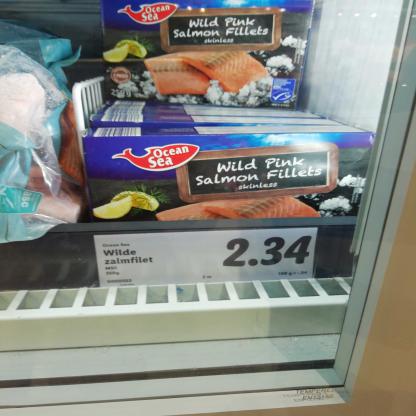 Ocean
Sea
Wild Pink
Salmon Fillets
skinless
Ocean
Sea
Wild Pink
Salmon Fillets
skinless
Ocean Sea
Wilde
zalmfilet
MSC
2.34